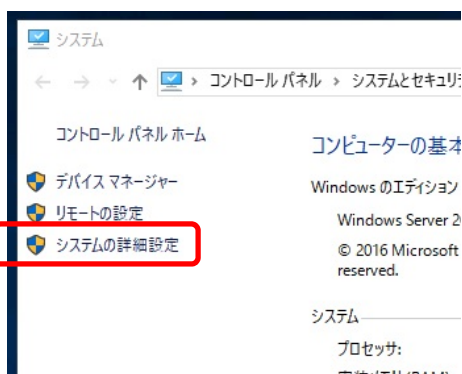 システム
コントロール パネル › システムとセキュリ
コントロール パネル ホーム
デバイス マネージャー
リモートの設定
システムの詳細設定
コンピューターの基本
Windows のエディション
Windows Server 2
© 2016 Microsoft
reserved.
システム
プロセッサ: